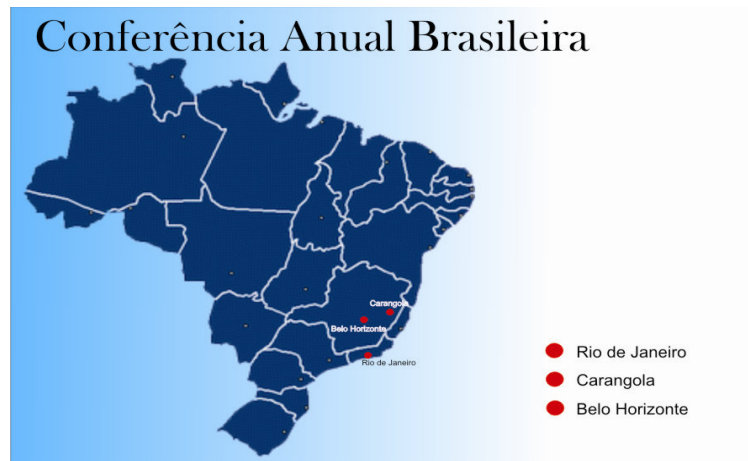 Conferência Anual Brasileira
Carangola
Belo Horizonte
Rio de Janeiro
Rio de Janeiro
Carangola
Belo Horizonte